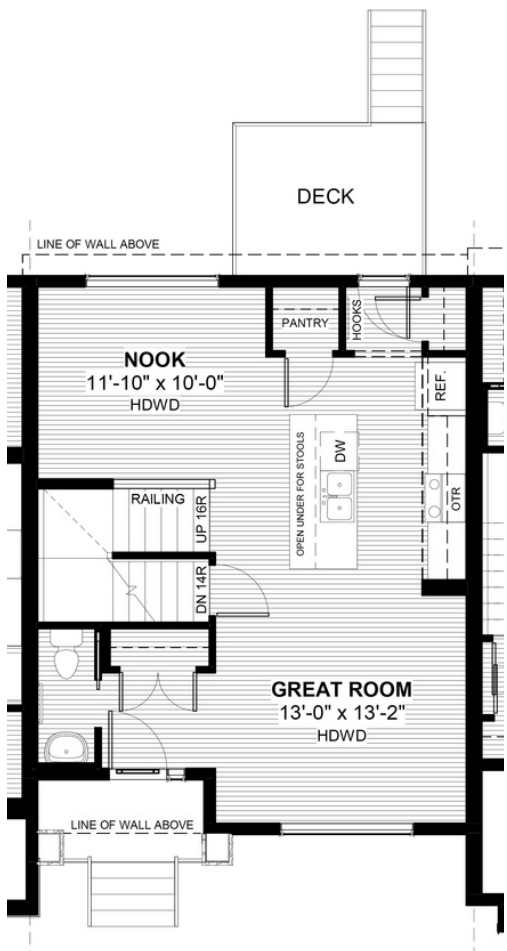 DECK
LINE OF WALL ABOVE
PANTRY
HOOKS
NOOK
11'-10" x 10'-0"
HDWD
REF.
DW
OPEN UNDER FOR STOOLS
OTR
RAILING
UP 16R
DN 14R
GREAT ROOM
13'-0" x 13'-2"
HDWD
LINE OF WALL ABOVE